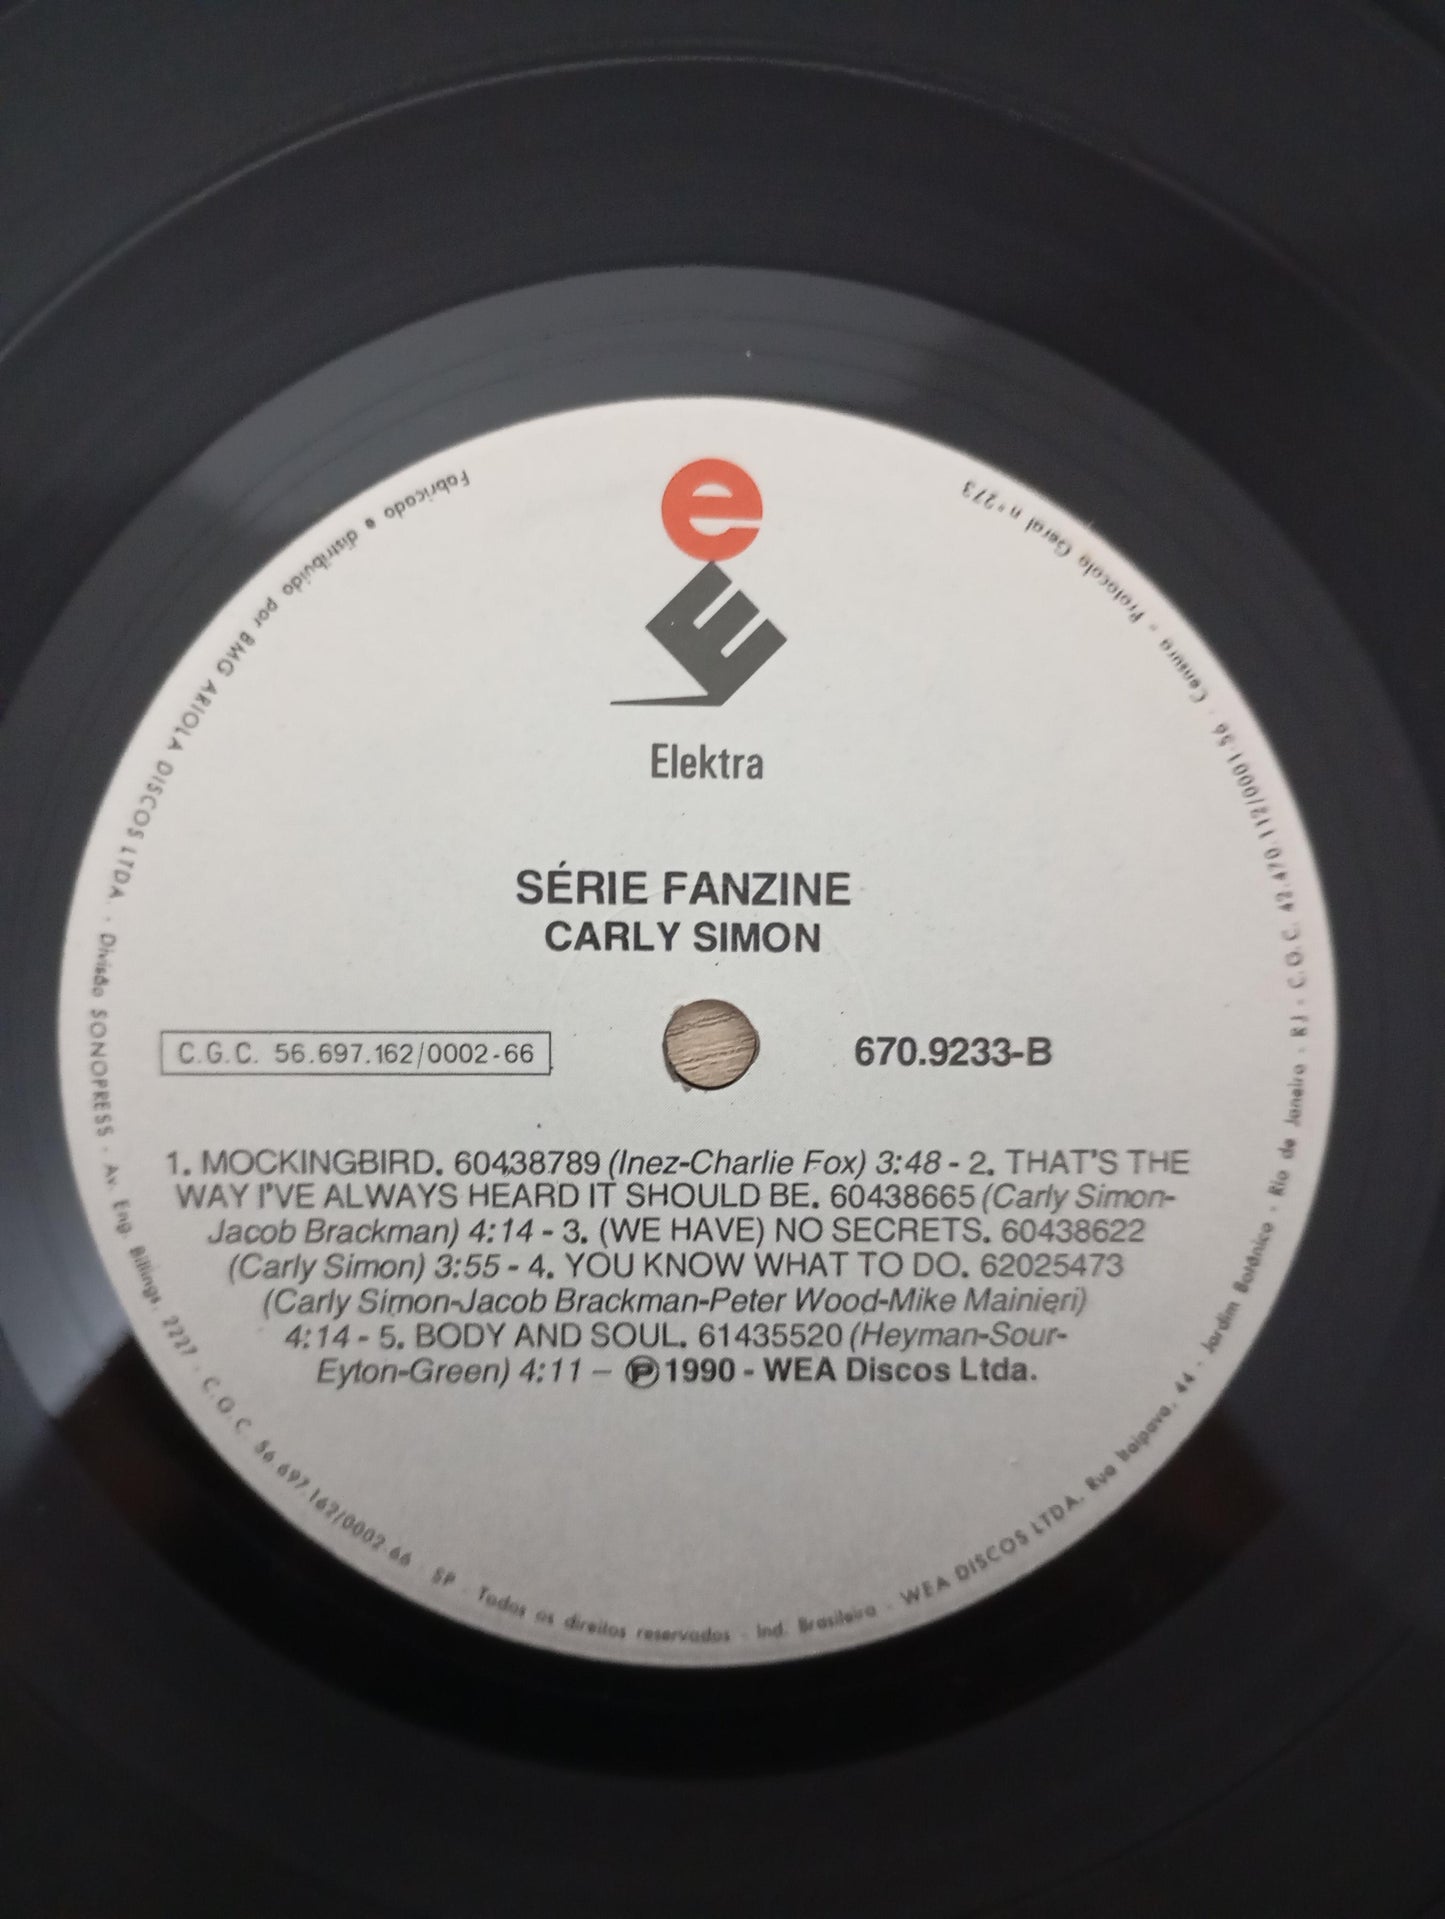 e
Elektra
SÉRIE FANZINE
CARLY SIMON
C.G.C. 56.697.162/0002-66
670.9233-B
1. MOCKINGBIRD. 60438789 (Inez-Charlie Fox) 3:48 - 2. THAT'S THE
WAY I'VE ALWAYS HEARD IT SHOULD BE. 60438665 (Carly Simon-
Jacob Brackman) 4:14 - 3. (WE HAVE) NO SECRETS. 60438622
(Carly Simon) 3:55 - 4. YOU KNOW WHAT TO DO. 62025473
(Carly Simon-Jacob Brackman-Peter Wood-Mike Mainieri)
4:14 - 5. BODY AND SOUL. 61435520 (Heyman-Sour-
Eyton-Green) 4:11 – Ⓟ 1990 - WEA Discos Ltda.
Fabricado e distribuído por BMG ARIOLA DISCOS LTDA - Divisão SONOPRESS - Av. Eng. Billings, 2227 - C.G.C. 56.697.162/0002-66 - SP - Todos os direitos reservados - Ind. Brasileira - WEA DISCOS LTDA. Rua Itaipava, 44 - Jardim Botânico - Rio de Janeiro - RJ - C.G.C. 42.470.112/0001-56 - Censura - Protocolo Geral nº 273